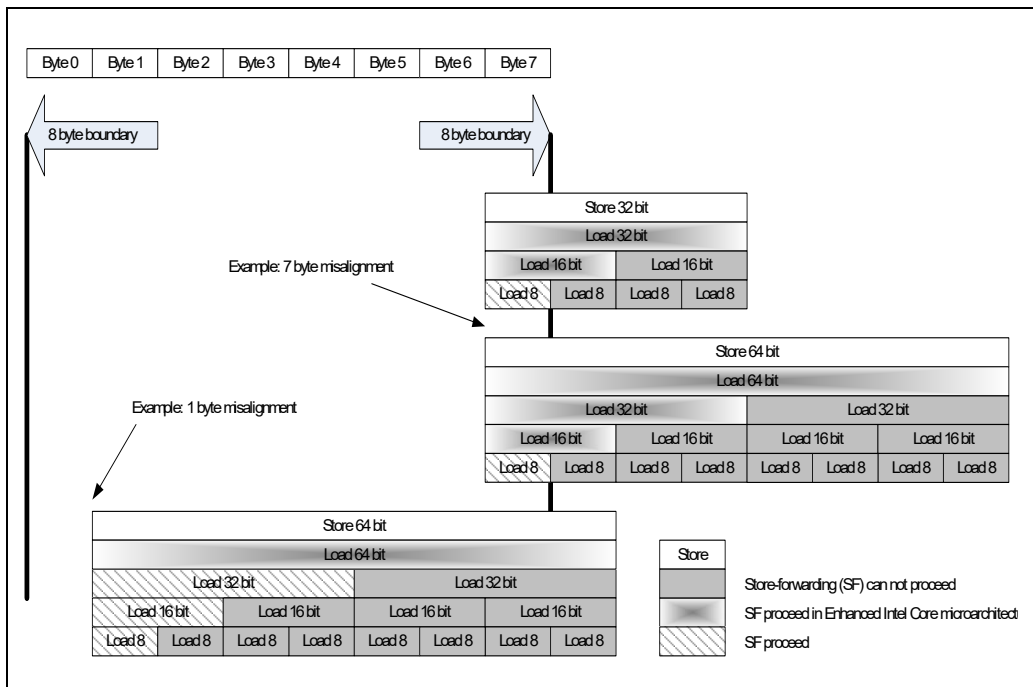 Byte 0 Byte 1 Byte 2 Byte 3 Byte 4 Byte 5 Byte 6 Byte 7
8 byte boundary 8 byte boundary
Store 32 bit
Load 32 bit
Example: 7 byte misalignment
Load 16 bit Load 16 bit
Load 8 Load 8 Load 8 Load 8
Store 64 bit
Load 64 bit
Example: 1 byte misalignment
Load 32 bit Load 32 bit
Load 16 bit Load 16 bit Load 16 bit Load 16 bit
Load 8 Load 8 Load 8 Load 8 Load 8 Load 8 Load 8 Load 8
Store 64 bit
Load 64 bit
Load 32 bit Load 32 bit
Load 16 bit Load 16 bit Load 16 bit Load 16 bit
Load 8 Load 8 Load 8 Load 8 Load 8 Load 8 Load 8 Load 8
Store
Store-forwarding (SF) can not proceed
SF proceed in Enhanced Intel Core microarchitect
SF proceed